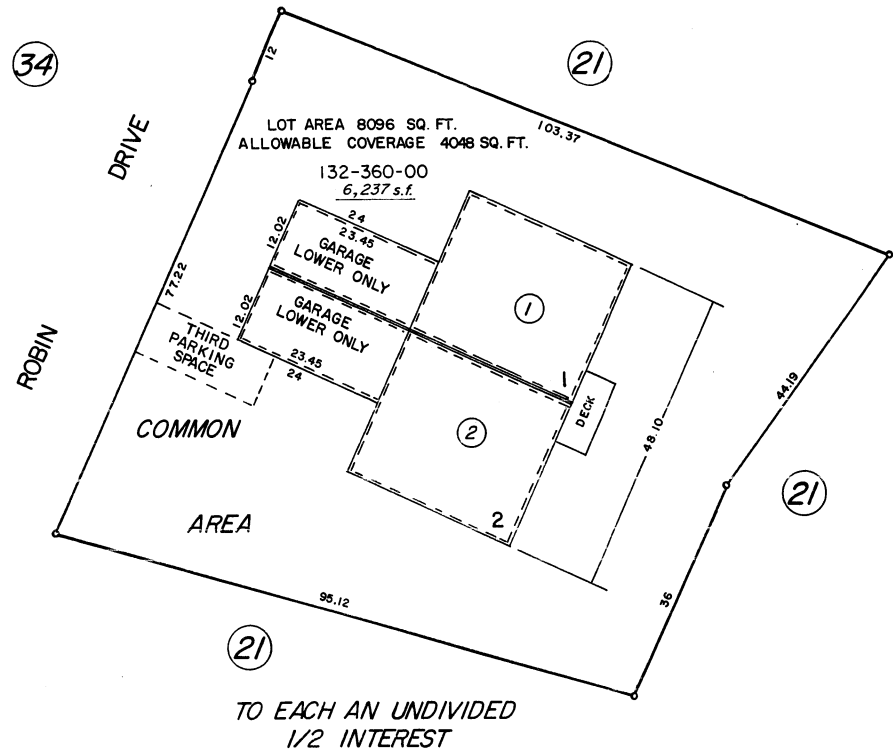 34
21
12
103.37
DRIVE
LOT AREA 8096 SQ. FT.
ALLOWABLE COVERAGE 4048 SQ. FT.
132-360-00
6,237 s.f.
24
23.45
12.02
GARAGE
LOWER ONLY
77.22
1
12.02
GARAGE
LOWER ONLY
23.45
24
THIRD
PARKING
SPACE
ROBIN
1
DECK
44.19
48.10
COMMON
2
21
AREA
2
36
95.12
21
TO EACH AN UNDIVIDED
1/2 INTEREST